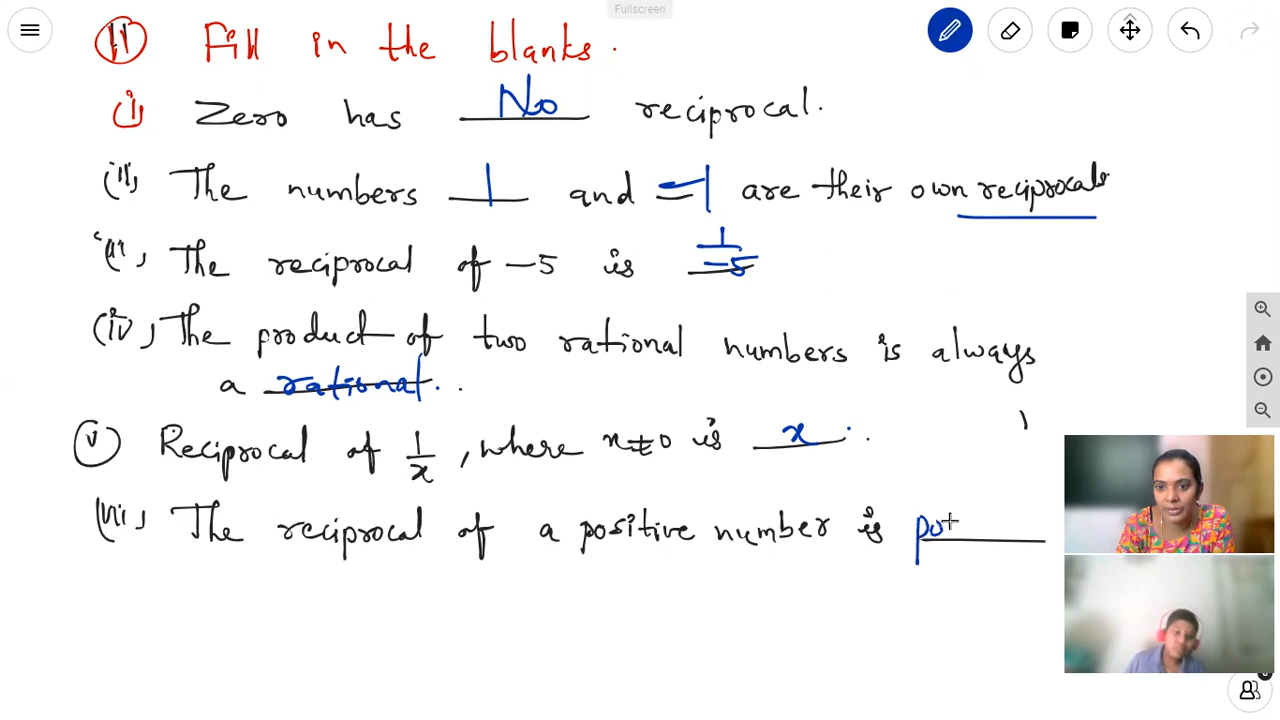 Fullscreen
11 Fill in the blanks.
(i) Zero has No reciprocal.
(ii) The numbers 1 and -1 are their own reciprocals
(iii) The reciprocal of -5 is 1/-5
(iv) The product of two rational numbers is always
a rational.
(v) Reciprocal of 1/x, where x≠0 is x.
(vi) The reciprocal of a positive number is po